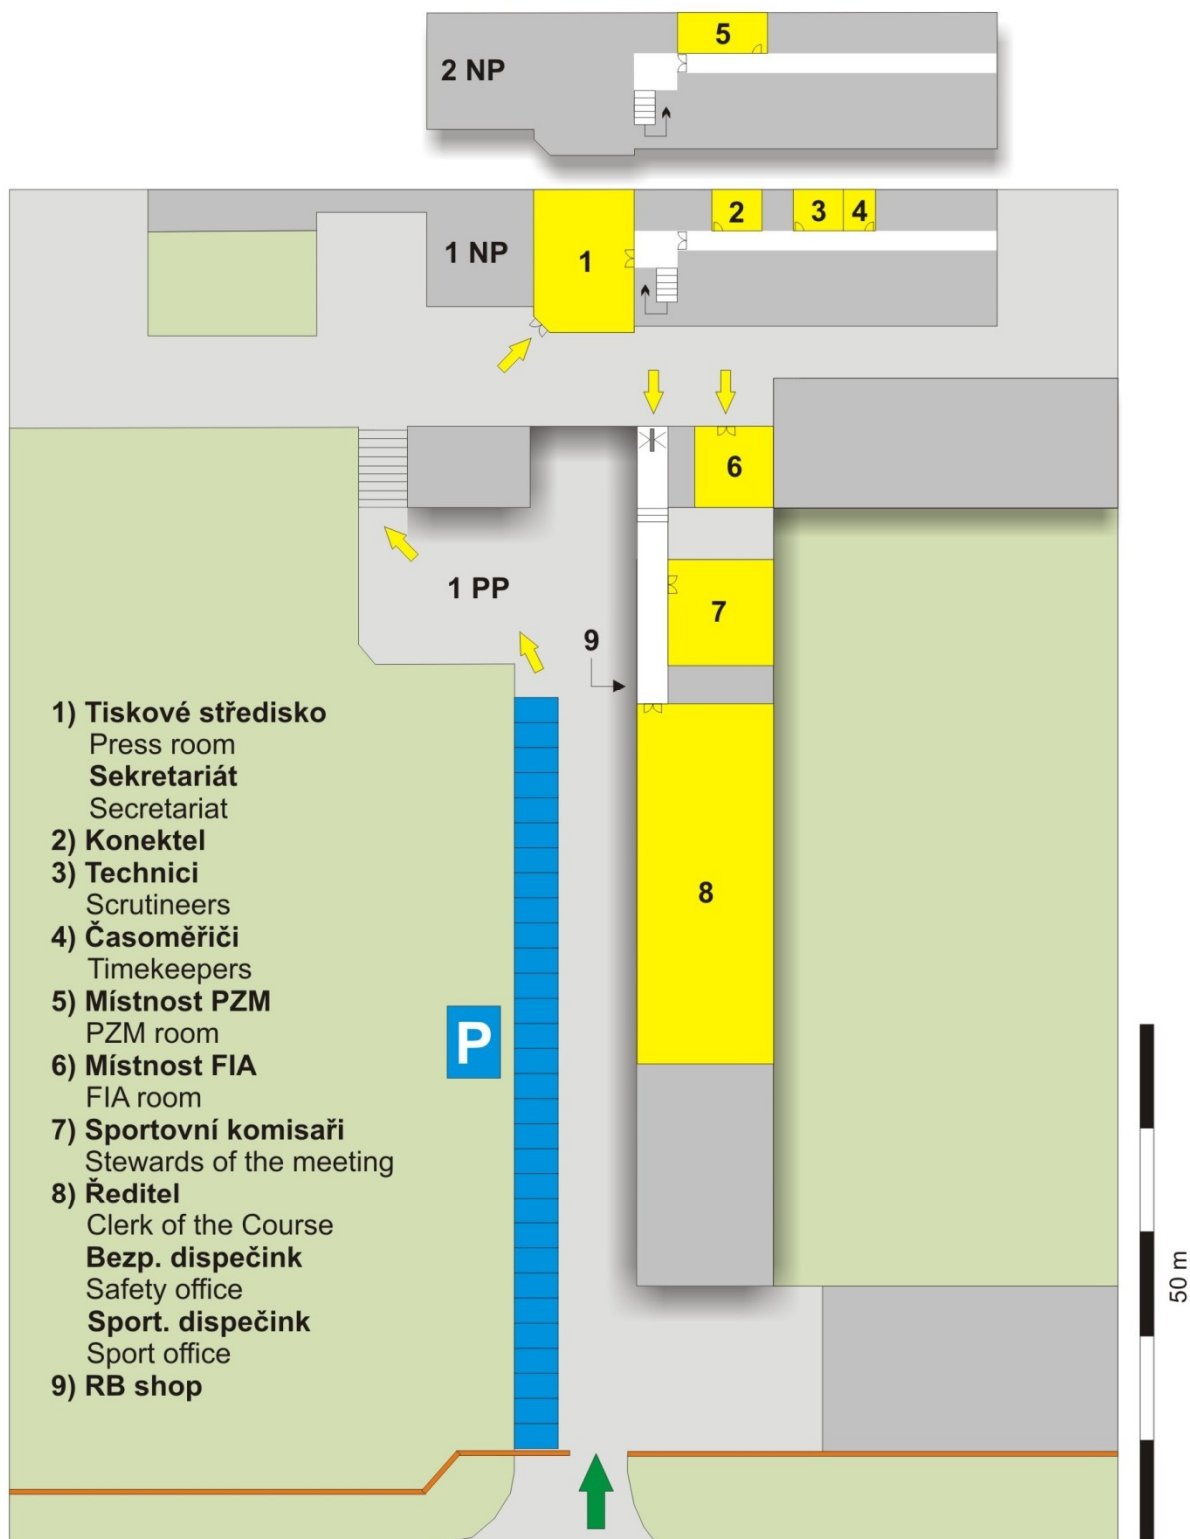 5
2 NP
2
3
4
1 NP
1
6
1 PP
7
9
1) Tiskové středisko
Press room
Sekretariát
Secretariat
2) Konektel
3) Technici
Scrutineers
4) Časoměřiči
Timekeepers
5) Místnost PZM
PZM room
6) Místnost FIA
FIA room
7) Sportovní komisaři
Stewards of the meeting
8) Ředitel
Clerk of the Course
Bezp. dispečink
Safety office
Sport. dispečink
Sport office
9) RB shop
8
P
50 m